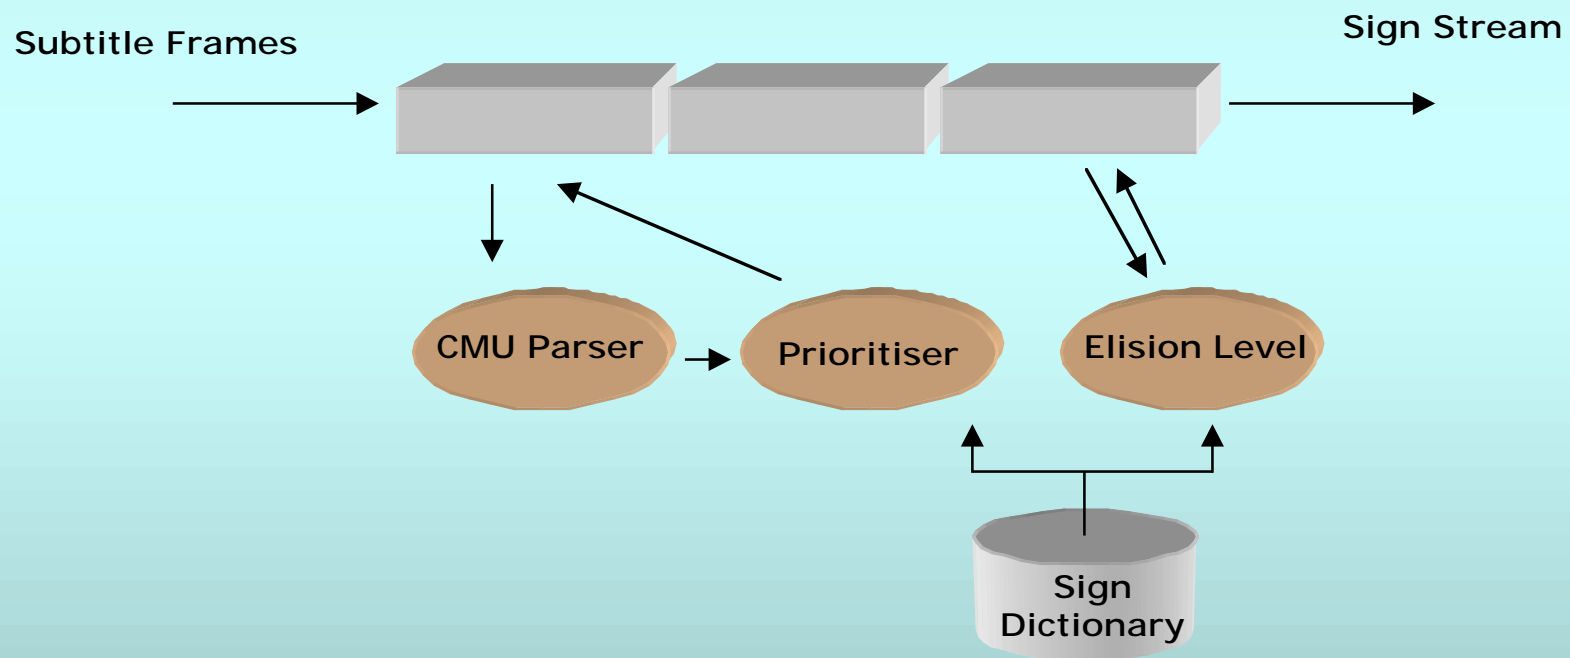 Subtitle Frames
Sign Stream
CMU Parser
Prioritiser
Elision Level
Sign
Dictionary